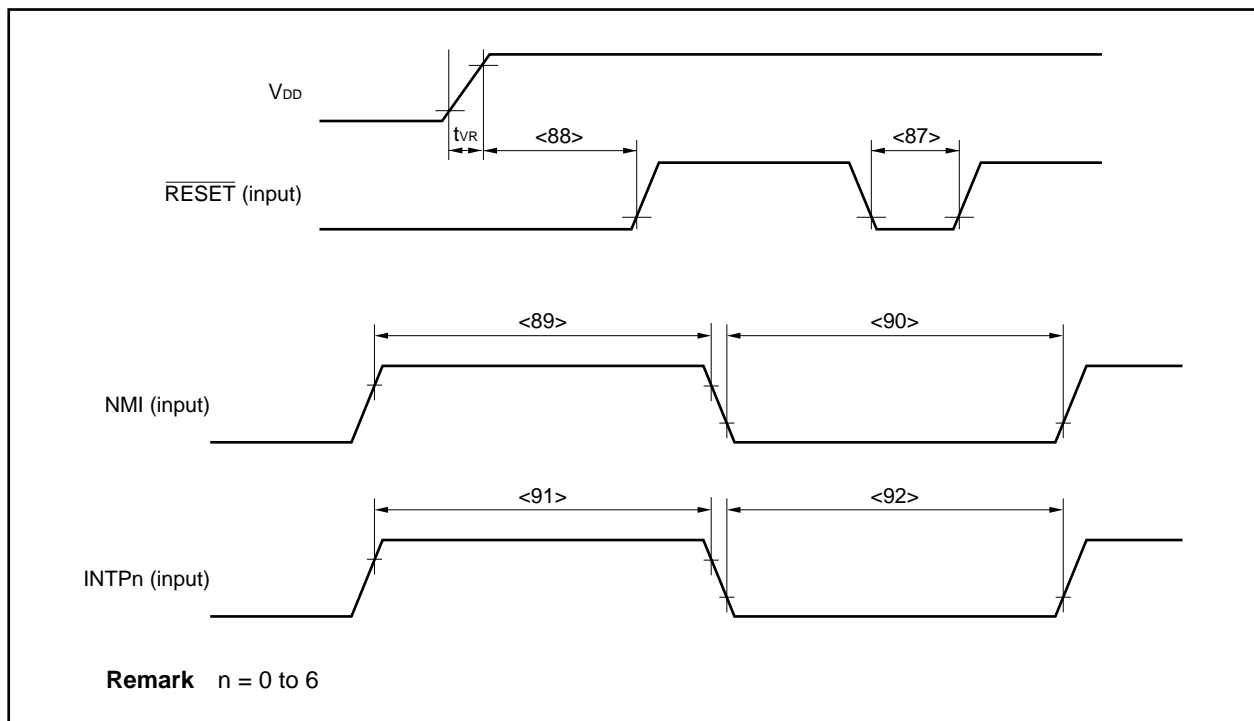 VDD
tVR
<88>
<87>
RESET (input)
<89>
<90>
NMI (input)
<91>
<92>
INTPn (input)
Remark n = 0 to 6